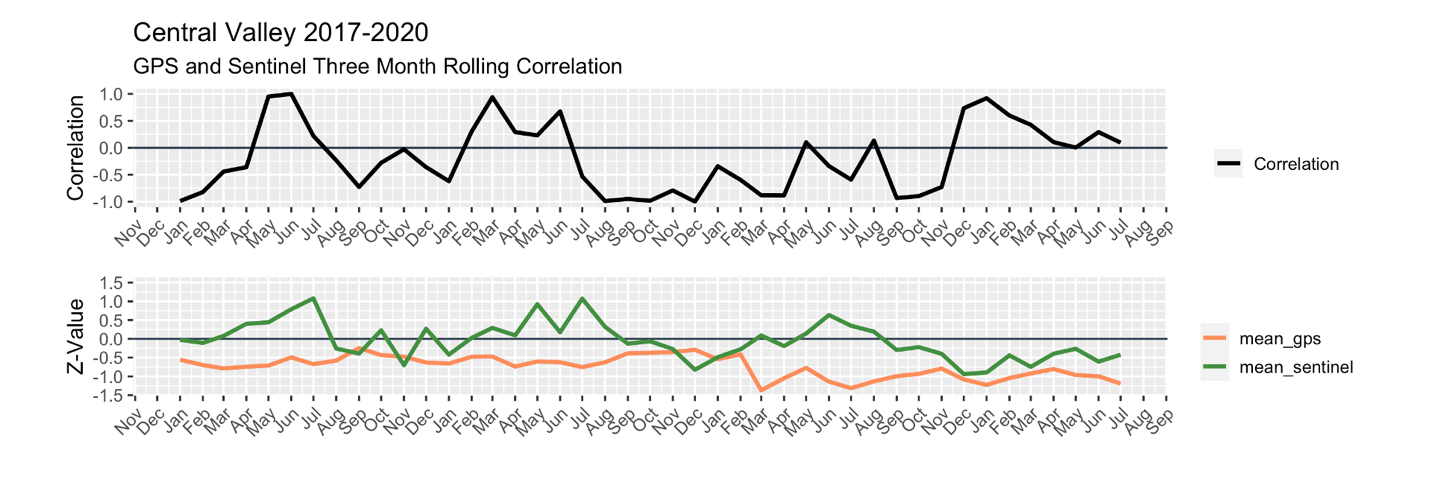 Central Valley 2017-2020
GPS and Sentinel Three Month Rolling Correlation
Correlation
1.0
0.5
0.0
-0.5
-1.0
Nov Dec Jan Feb Mar Apr May Jun Jul Aug Sep Oct Nov Dec Jan Feb Mar Apr May Jun Jul Aug Sep Oct Nov Dec Jan Feb Mar Apr May Jun Jul Aug Sep Oct Nov Dec Jan Feb Mar Apr May Jun Jul Aug Sep
Correlation
Z-Value
1.5
1.0
0.5
0.0
-0.5
-1.0
-1.5
Nov Dec Jan Feb Mar Apr May Jun Jul Aug Sep Oct Nov Dec Jan Feb Mar Apr May Jun Jul Aug Sep Oct Nov Dec Jan Feb Mar Apr May Jun Jul Aug Sep Oct Nov Dec Jan Feb Mar Apr May Jun Jul Aug Sep
mean_gps
mean_sentinel